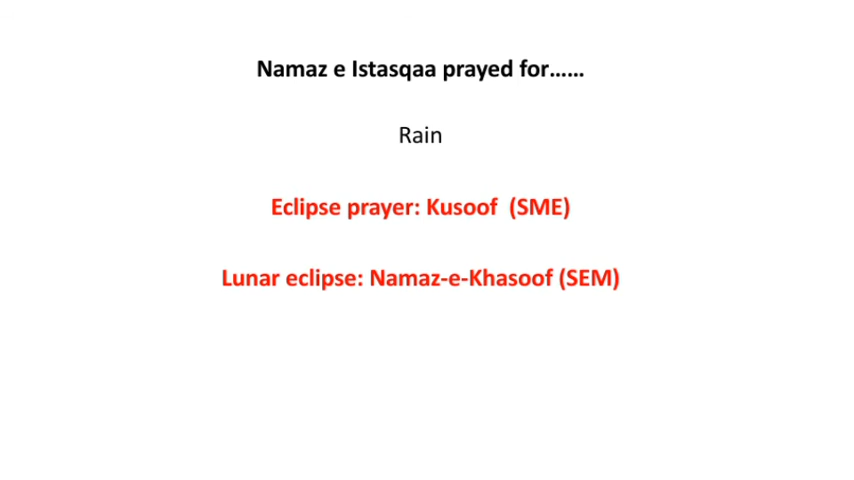 Namaz e Istasqaa prayed for……
Rain
Eclipse prayer: Kusoof  (SME)
Lunar eclipse: Namaz-e-Khasoof (SEM)